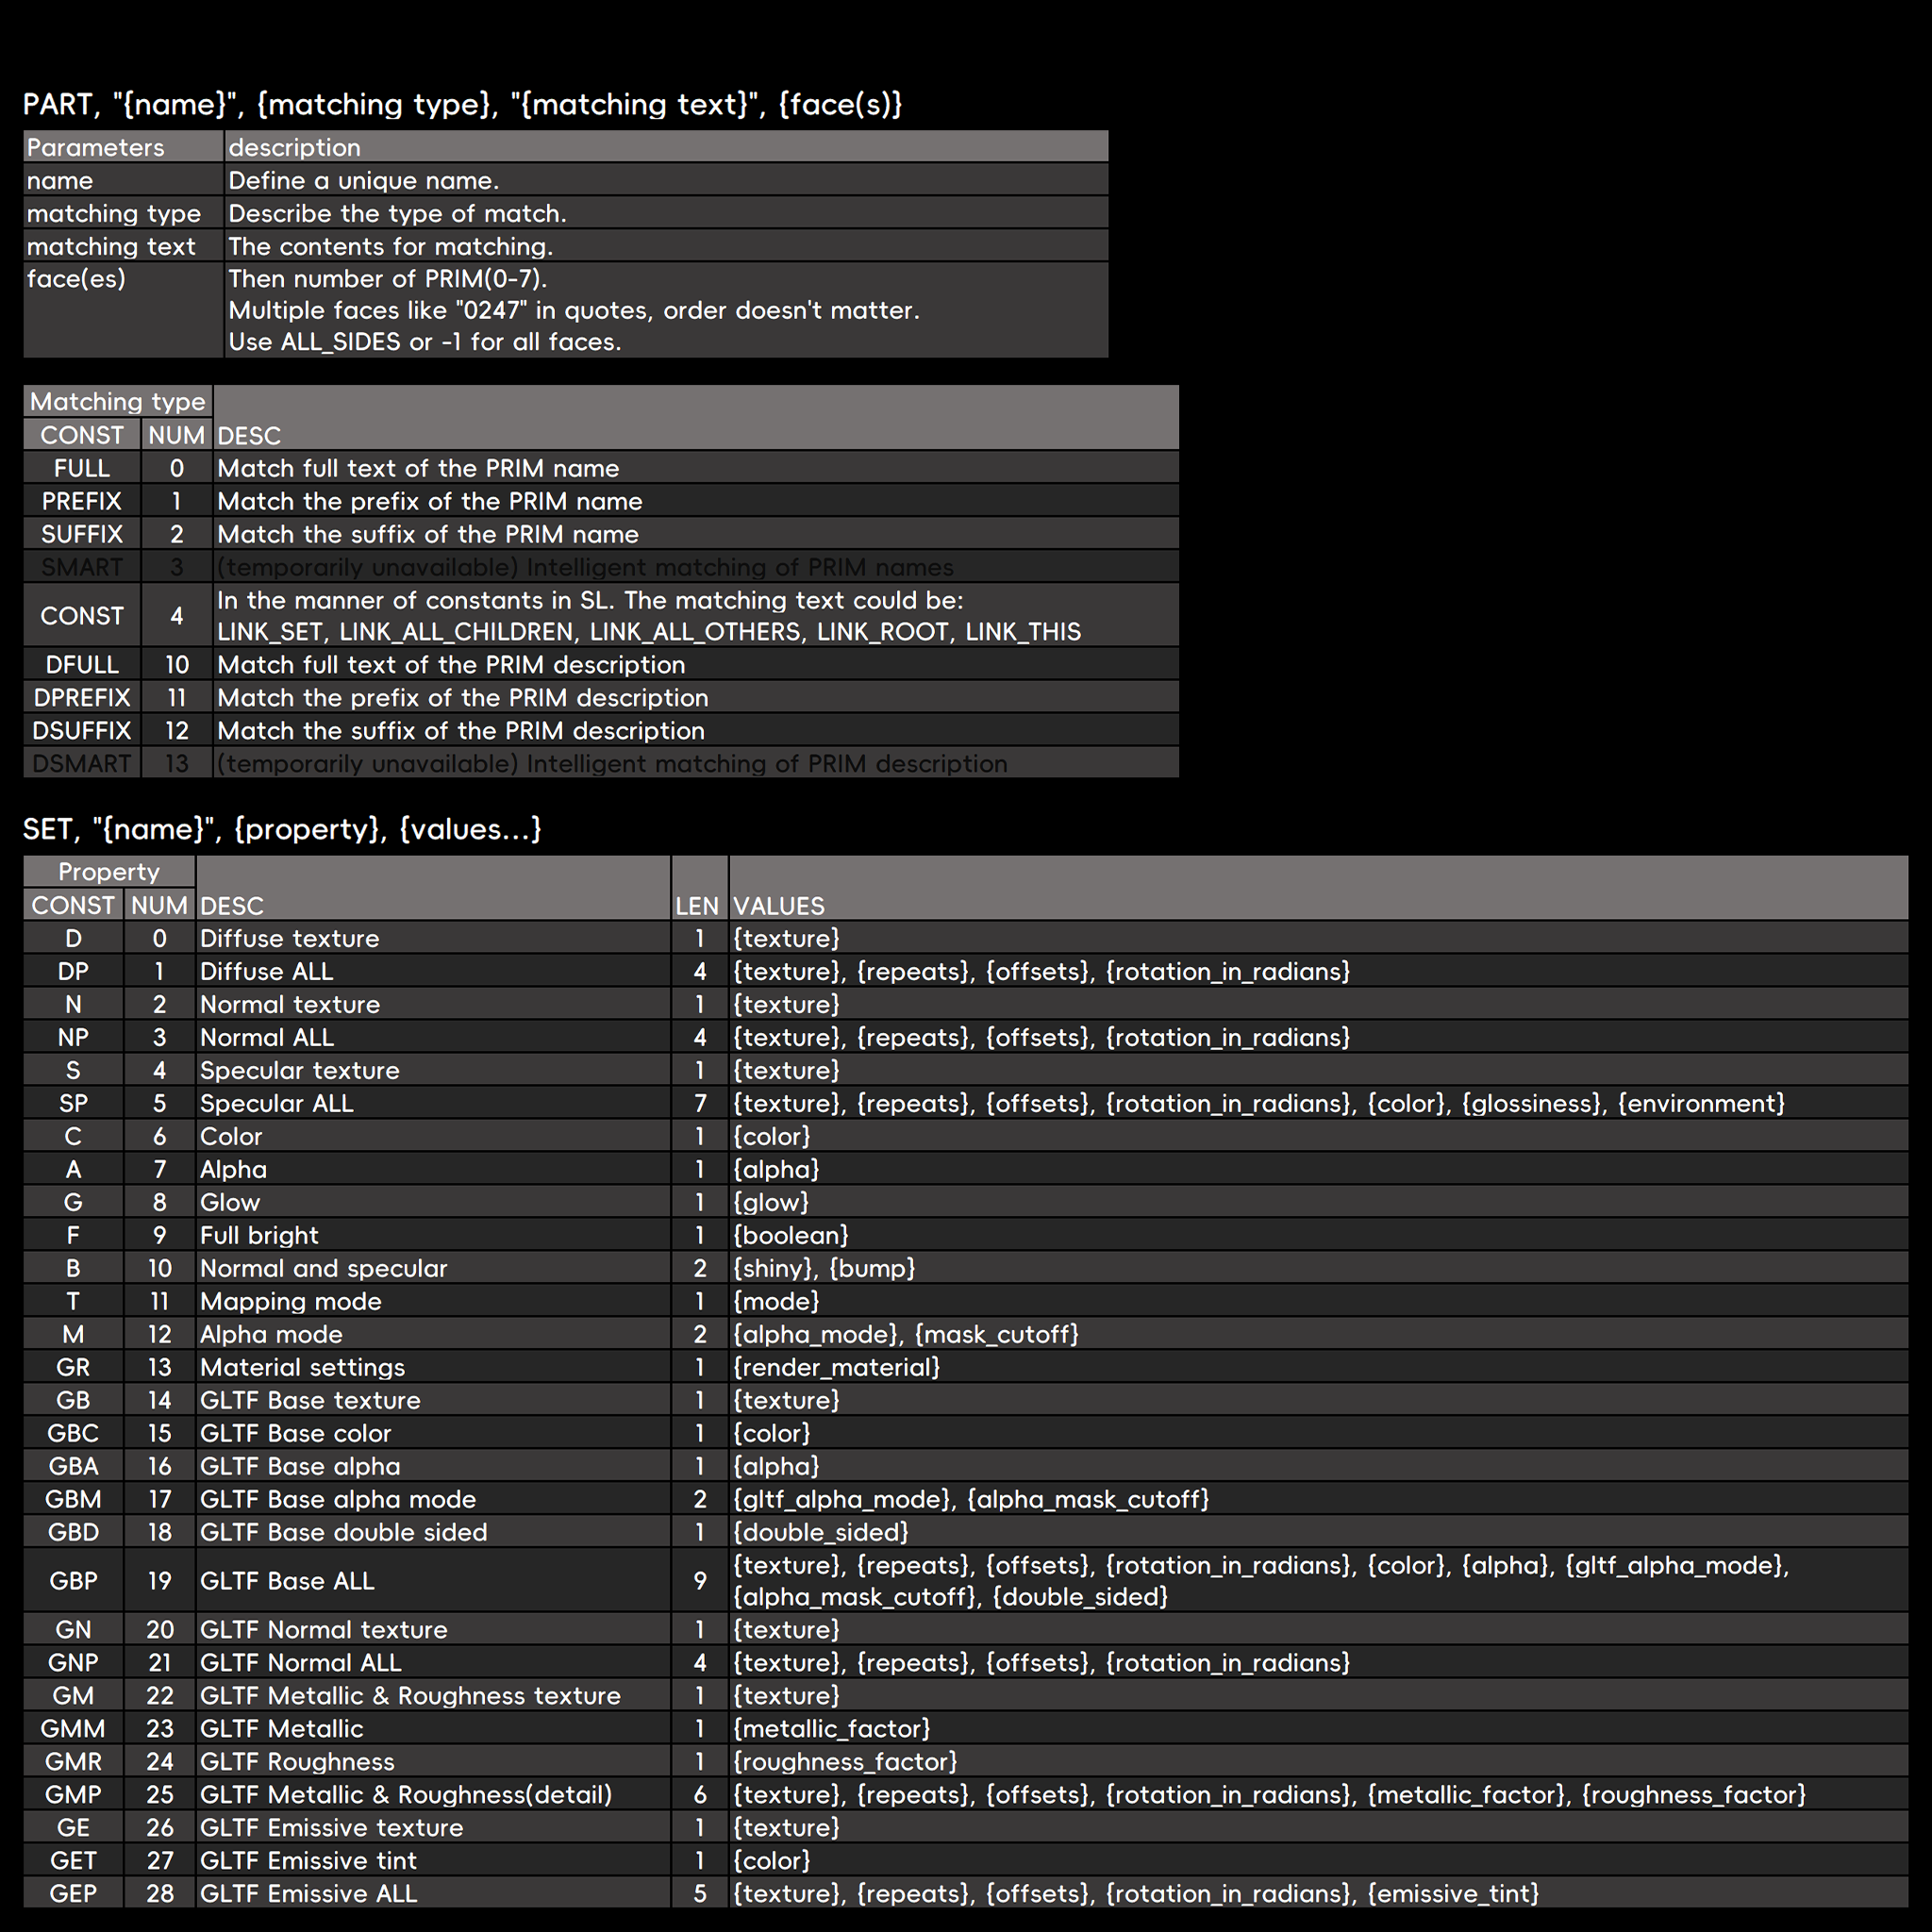 PART, "{name}", {matching type}, "{matching text}", {face(s)}
Parameters description
name Define a unique name.
matching type Describe the type of match.
matching text The contents for matching.
face(es) Then number of PRIM(0-7).
Multiple faces like "0247" in quotes, order doesn't matter.
Use ALL_SIDES or -1 for all faces.
Matching type
CONST NUM DESC
FULL 0 Match full text of the PRIM name
PREFIX 1 Match the prefix of the PRIM name
SUFFIX 2 Match the suffix of the PRIM name
SMART 3 (temporarily unavailable) Intelligent matching of PRIM names
CONST 4 In the manner of constants in SL. The matching text could be:
LINK_SET, LINK_ALL_CHILDREN, LINK_ALL_OTHERS, LINK_ROOT, LINK_THIS
DFULL 10 Match full text of the PRIM description
DPREFIX 11 Match the prefix of the PRIM description
DSUFFIX 12 Match the suffix of the PRIM description
DSMART 13 (temporarily unavailable) Intelligent matching of PRIM description
SET, "{name}", {property}, {values...}
Property
CONST NUM DESC LEN VALUES
D 0 Diffuse texture 1 {texture}
DP 1 Diffuse ALL 4 {texture}, {repeats}, {offsets}, {rotation_in_radians}
N 2 Normal texture 1 {texture}
NP 3 Normal ALL 4 {texture}, {repeats}, {offsets}, {rotation_in_radians}
S 4 Specular texture 1 {texture}
SP 5 Specular ALL 7 {texture}, {repeats}, {offsets}, {rotation_in_radians}, {color}, {glossiness}, {environment}
C 6 Color 1 {color}
A 7 Alpha 1 {alpha}
G 8 Glow 1 {glow}
F 9 Full bright 1 {boolean}
B 10 Normal and specular 2 {shiny}, {bump}
T 11 Mapping mode 1 {mode}
M 12 Alpha mode 2 {alpha_mode}, {mask_cutoff}
GR 13 Material settings 1 {render_material}
GB 14 GLTF Base texture 1 {texture}
GBC 15 GLTF Base color 1 {color}
GBA 16 GLTF Base alpha 1 {alpha}
GBM 17 GLTF Base alpha mode 2 {gltf_alpha_mode}, {alpha_mask_cutoff}
GBD 18 GLTF Base double sided 1 {double_sided}
GBP 19 GLTF Base ALL 9 {texture}, {repeats}, {offsets}, {rotation_in_radians}, {color}, {alpha}, {gltf_alpha_mode},
{alpha_mask_cutoff}, {double_sided}
GN 20 GLTF Normal texture 1 {texture}
GNP 21 GLTF Normal ALL 4 {texture}, {repeats}, {offsets}, {rotation_in_radians}
GM 22 GLTF Metallic & Roughness texture 1 {texture}
GMM 23 GLTF Metallic 1 {metallic_factor}
GMR 24 GLTF Roughness 1 {roughness_factor}
GMP 25 GLTF Metallic & Roughness(detail) 6 {texture}, {repeats}, {offsets}, {rotation_in_radians}, {metallic_factor}, {roughness_factor}
GE 26 GLTF Emissive texture 1 {texture}
GET 27 GLTF Emissive tint 1 {color}
GEP 28 GLTF Emissive ALL 5 {texture}, {repeats}, {offsets}, {rotation_in_radians}, {emissive_tint}